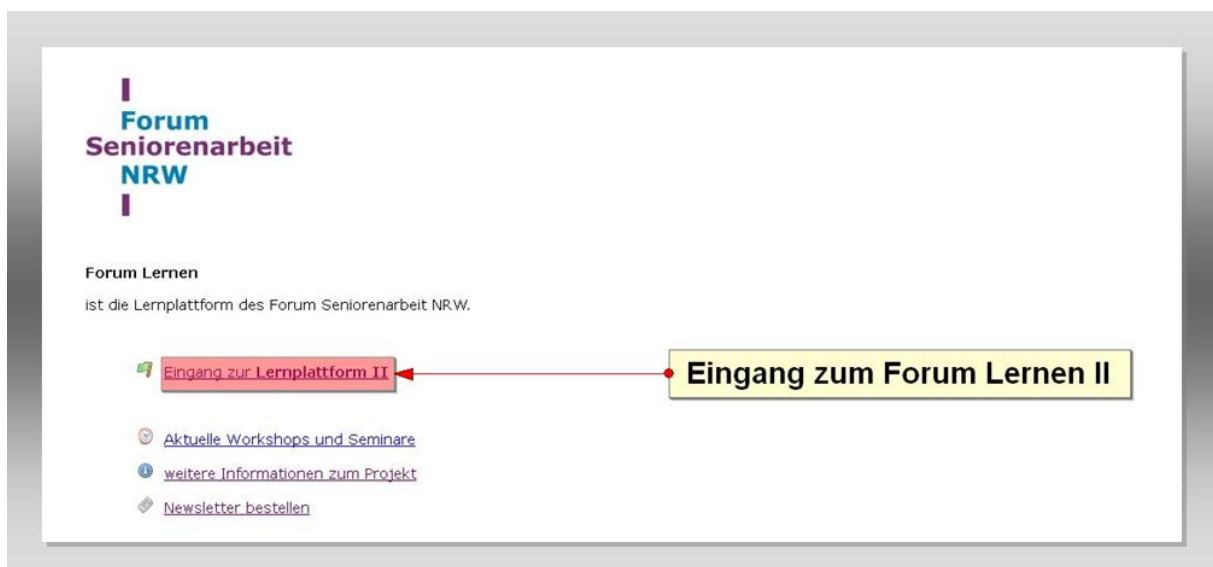 Forum
Seniorenarbeit
NRW
Forum Lernen
ist die Lernplattform des Forum Seniorenarbeit NRW.
Eingang zur Lernplattform II
Eingang zum Forum Lernen II
Aktuelle Workshops und Seminare
weitere Informationen zum Projekt
Newsletter bestellen